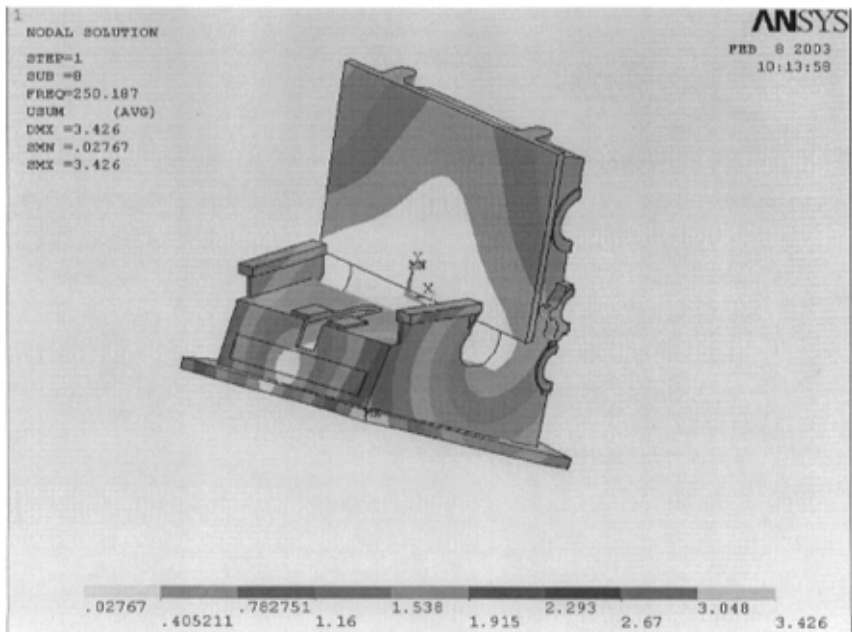 1
NODAL SOLUTION
STEP=1
SUB =8
FREQ=250.187
USUM (AVG)
DMX =3.426
SMN =.02767
SMX =3.426
ANSYS
FEB 8 2003
10:13:58
Y
X
.02767 .782751 1.538 2.293 3.048
.405211 1.16 1.915 2.67 3.426